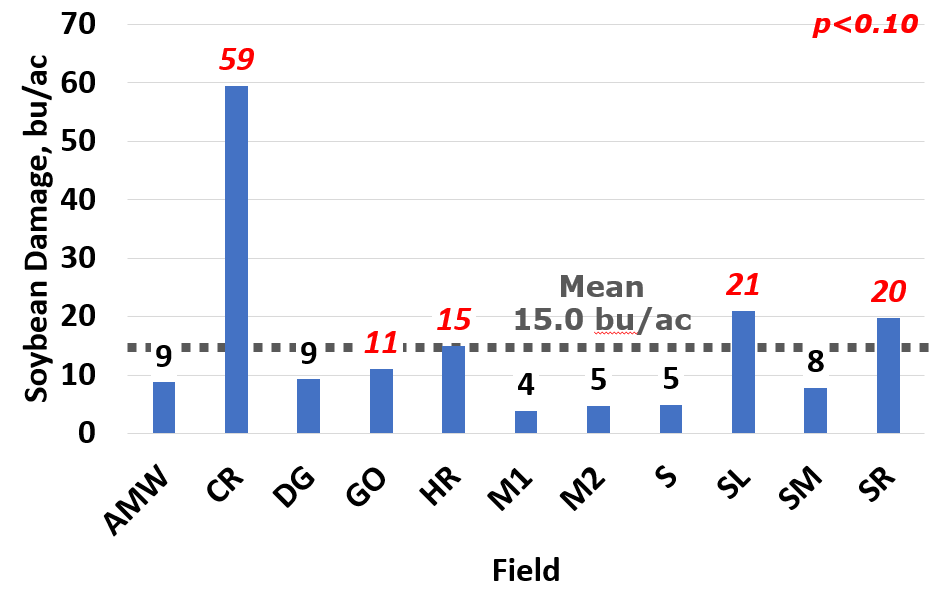 p<0.10
Soybean Damage, bu/ac
70
60
50
40
30
20
10
0
59
Mean
15.0 bu/ac
9
9
11
15
4
5
5
21
8
20
AMW
CR
DG
GO
HR
M1
M2
S
SL
SM
SR
Field